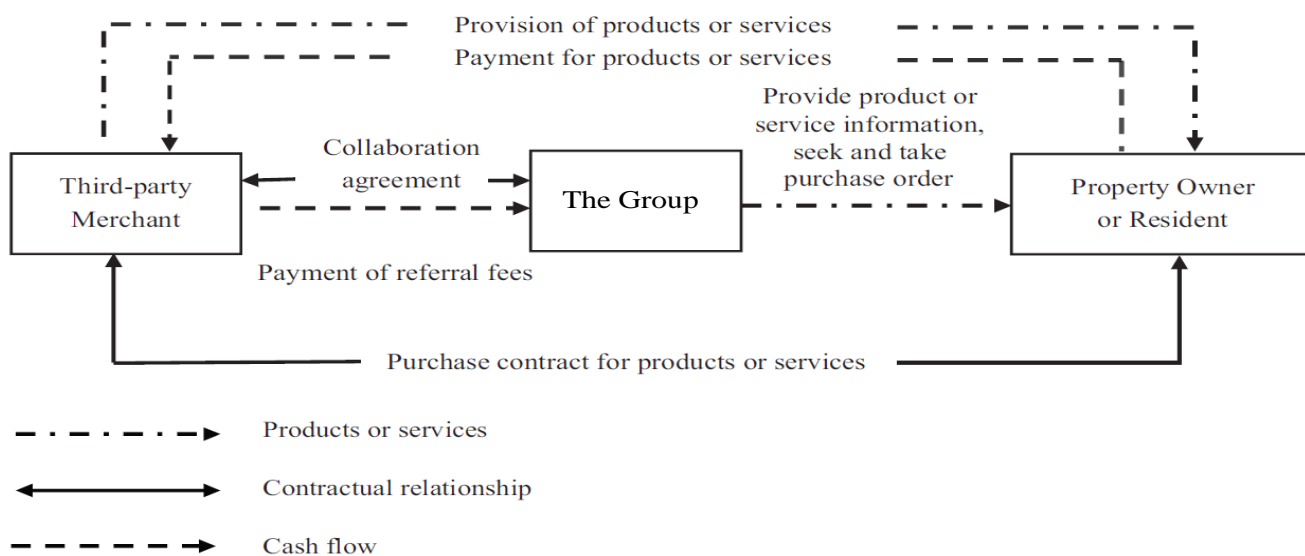 Provision of products or services
Payment for products or services
Provide product or
service information,
seek and take
purchase order
Collaboration
agreement
Third-party
Merchant
The Group
Property Owner
or Resident
Payment of referral fees
Purchase contract for products or services
Products or services
Contractual relationship
Cash flow